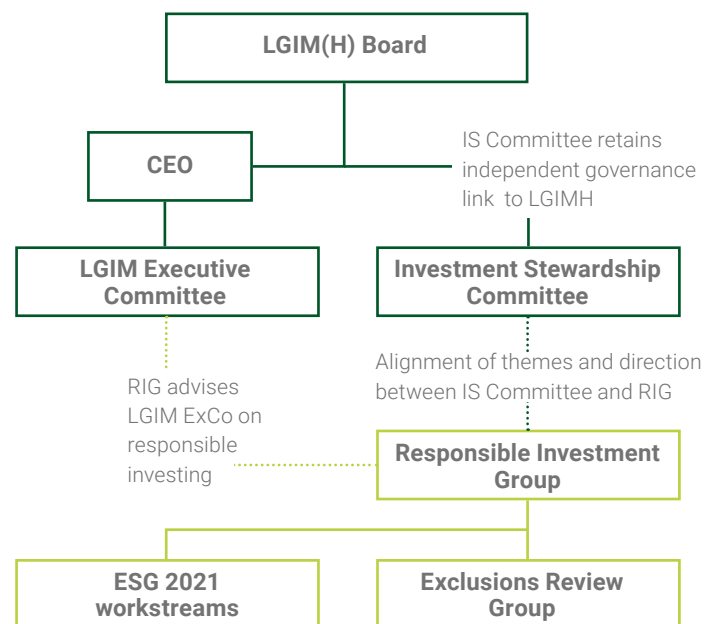 LGIM(H) Board
CEO
IS Committee retains
independent governance
link to LGIMH
LGIM Executive
Committee
Investment Stewardship
Committee
RIG advises
LGIM ExCo on
responsible
investing
Alignment of themes and direction
between IS Committee and RIG
Responsible Investment
Group
ESG 2021
workstreams
Exclusions Review
Group